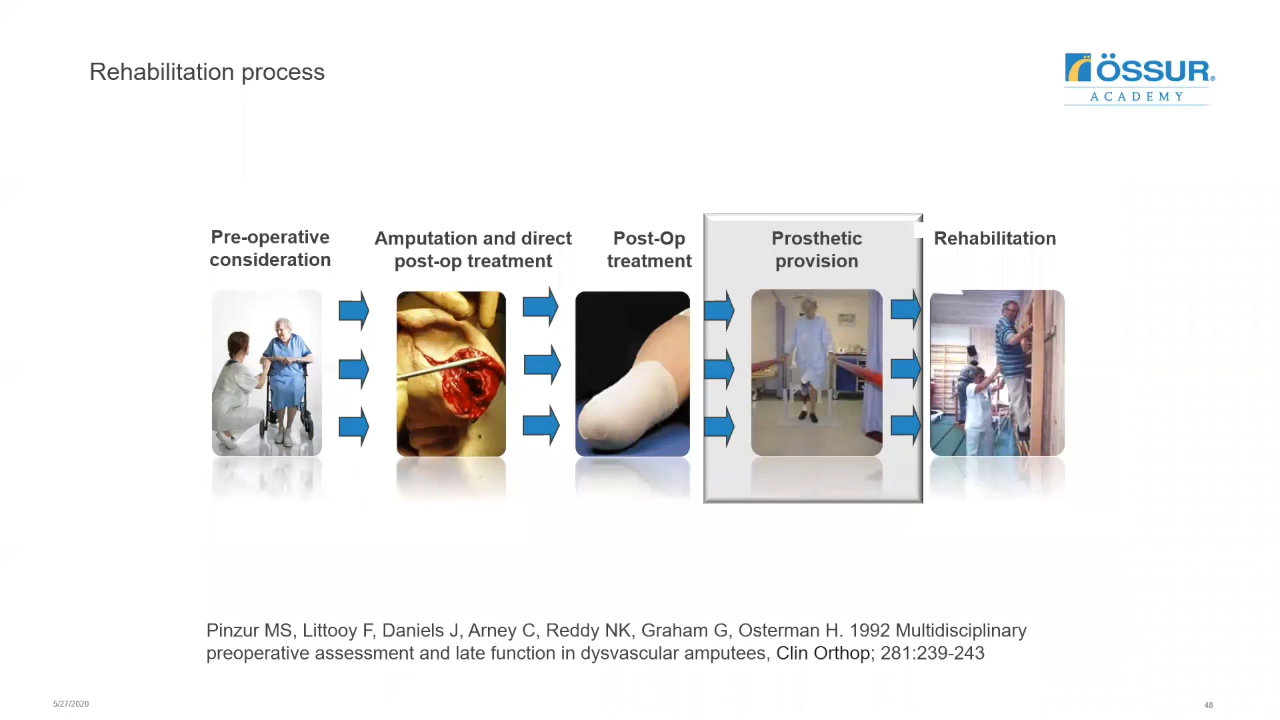 Rehabilitation process
ÖSSUR®
ACADEMY
Pre-operative
consideration
Amputation and direct
post-op treatment
Post-Op
treatment
Prosthetic
provision
Rehabilitation
Pinzur MS, Littooy F, Daniels J, Arney C, Reddy NK, Graham G, Osterman H. 1992 Multidisciplinary
preoperative assessment and late function in dysvascular amputees, Clin Orthop; 281:239-243
5/27/2020
48